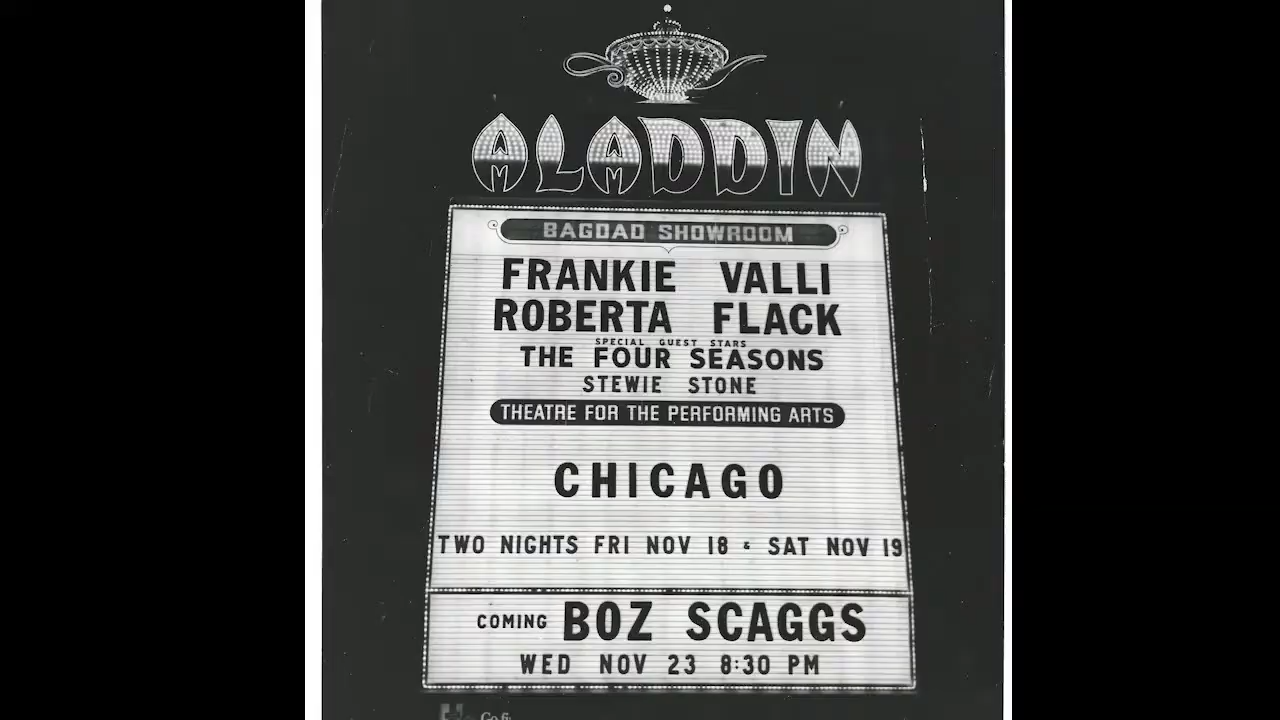 ALADDIN
BAGDAD SHOWROOM
FRANKIE VALLI
ROBERTA FLACK
SPECIAL GUEST STARS
THE FOUR SEASONS
STEWIE STONE
THEATRE FOR THE PERFORMING ARTS
CHICAGO
TWO NIGHTS FRI NOV 18 & SAT NOV 19
COMING BOZ SCAGGS
WED NOV 23 8:30 PM